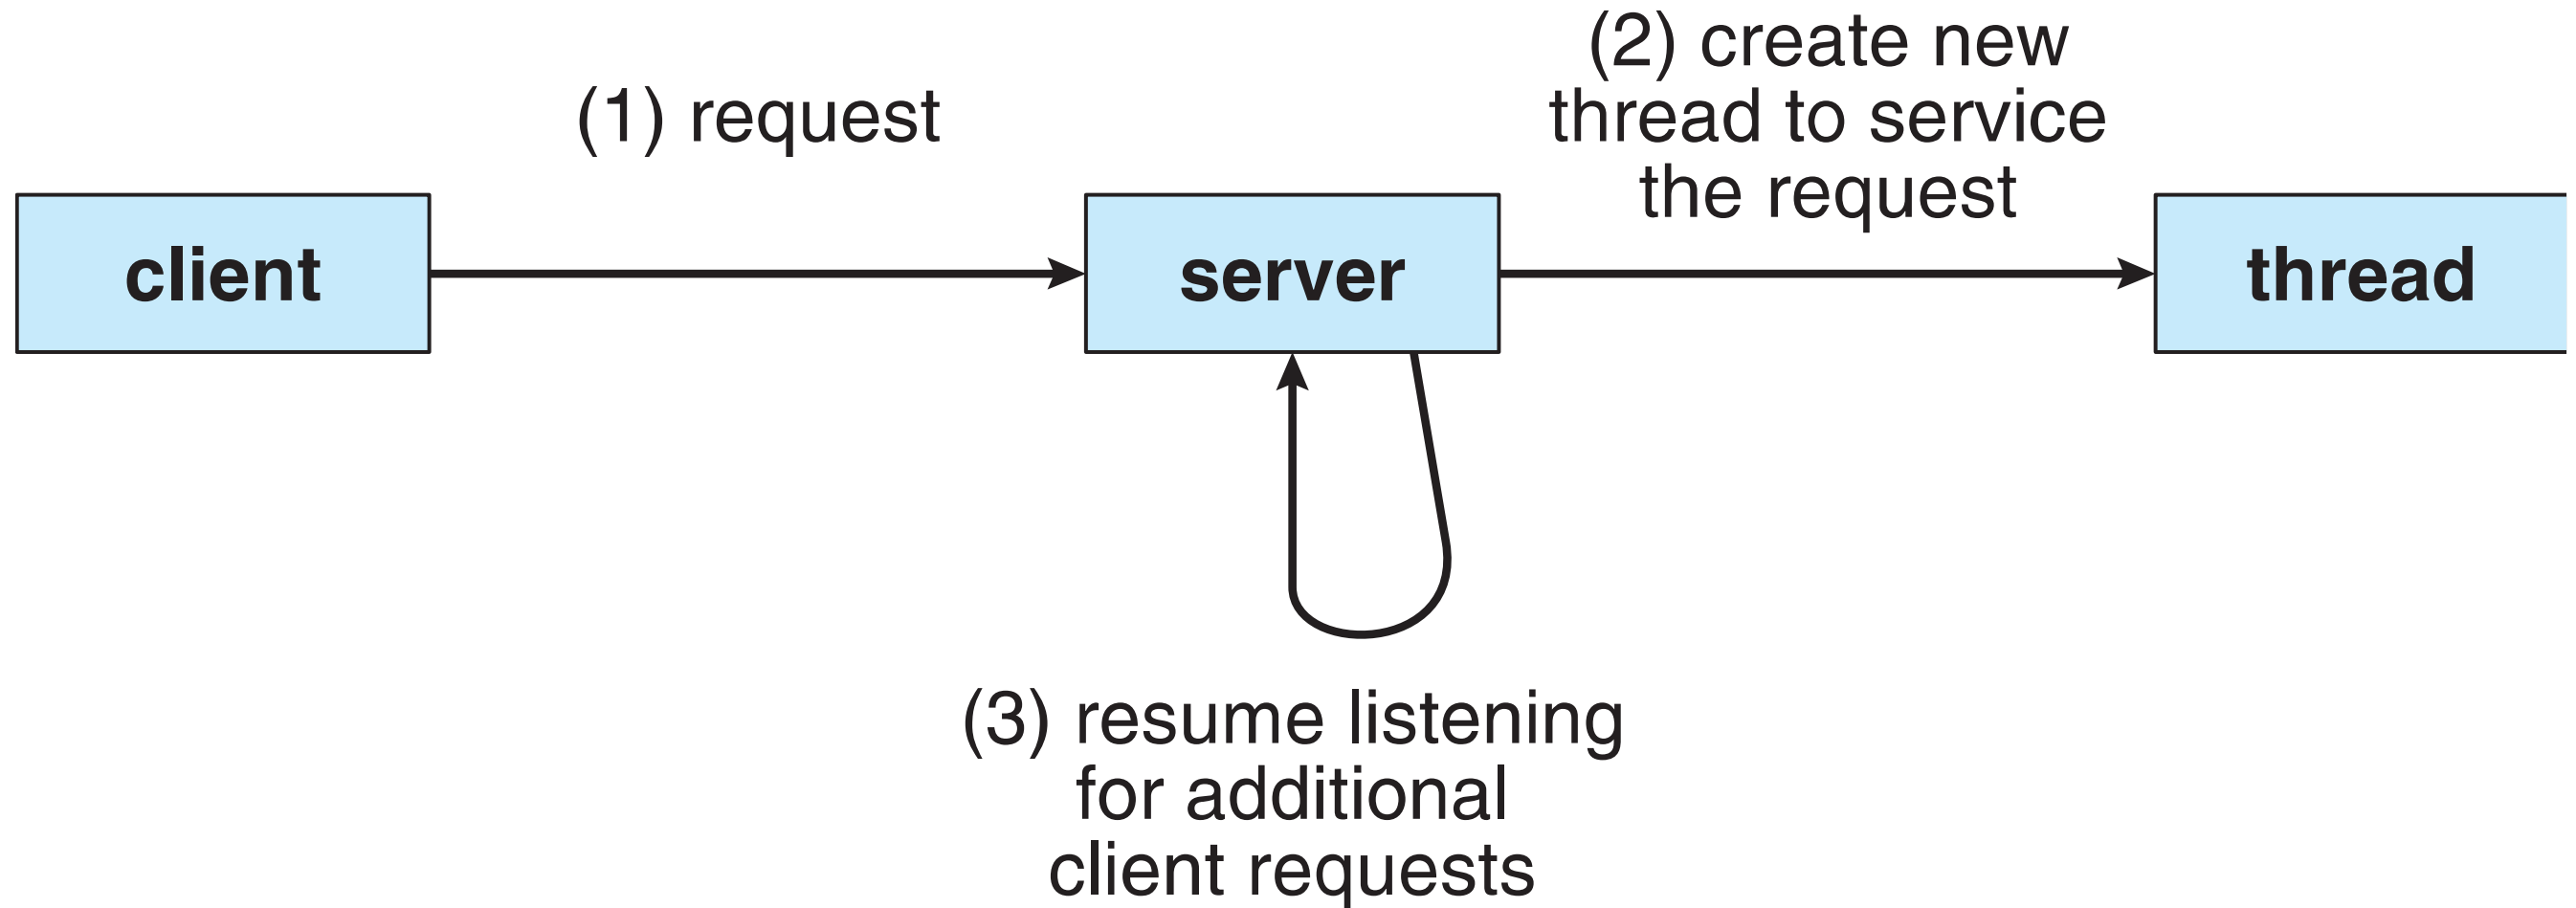 (1) request
(2) create new
thread to service
the request
client
server
thread
(3) resume listening
for additional
client requests